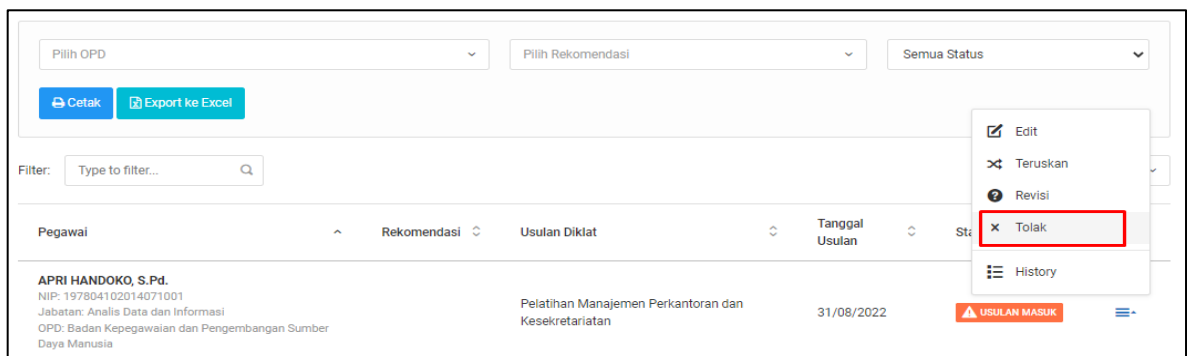 Pilih OPD
Pilih Rekomendasi
Semua Status
Cetak
Export ke Excel
Edit
Filter:
Type to filter...
Teruskan
Revisi
Pegawai
Rekomendasi
Usulan Diklat
Tanggal
Usulan
Tolak
History
APRI HANDOKO, S.Pd.
NIP: 197804102014071001
Jabatan: Analis Data dan Informasi
OPD: Badan Kepegawaian dan Pengembangan Sumber
Daya Manusia
Pelatihan Manajemen Perkantoran dan
Kesekretariatan
31/08/2022
USULAN MASUK